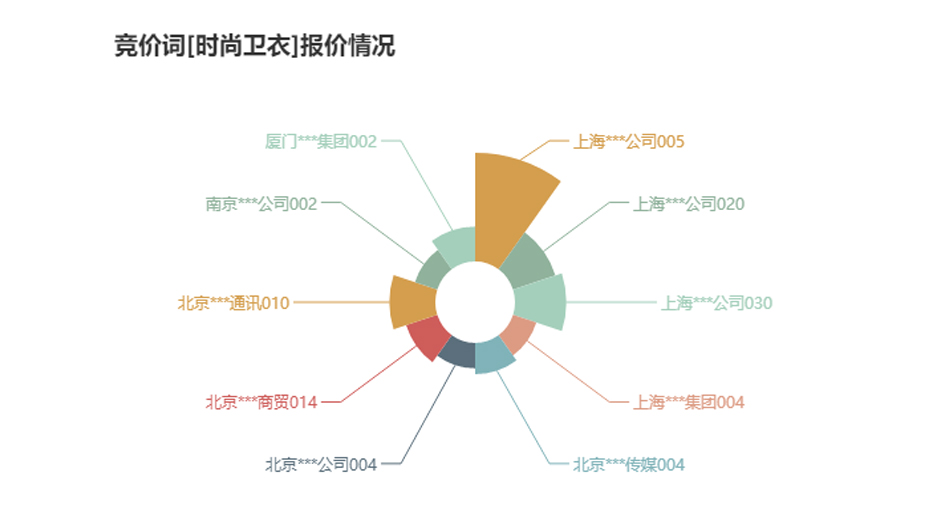 竞价词[时尚卫衣]报价情况
厦门***集团002
上海***公司005
南京***公司002
上海***公司020
北京***通讯010
上海***公司030
北京***商贸014
上海***集团004
北京***公司004
北京***传媒004